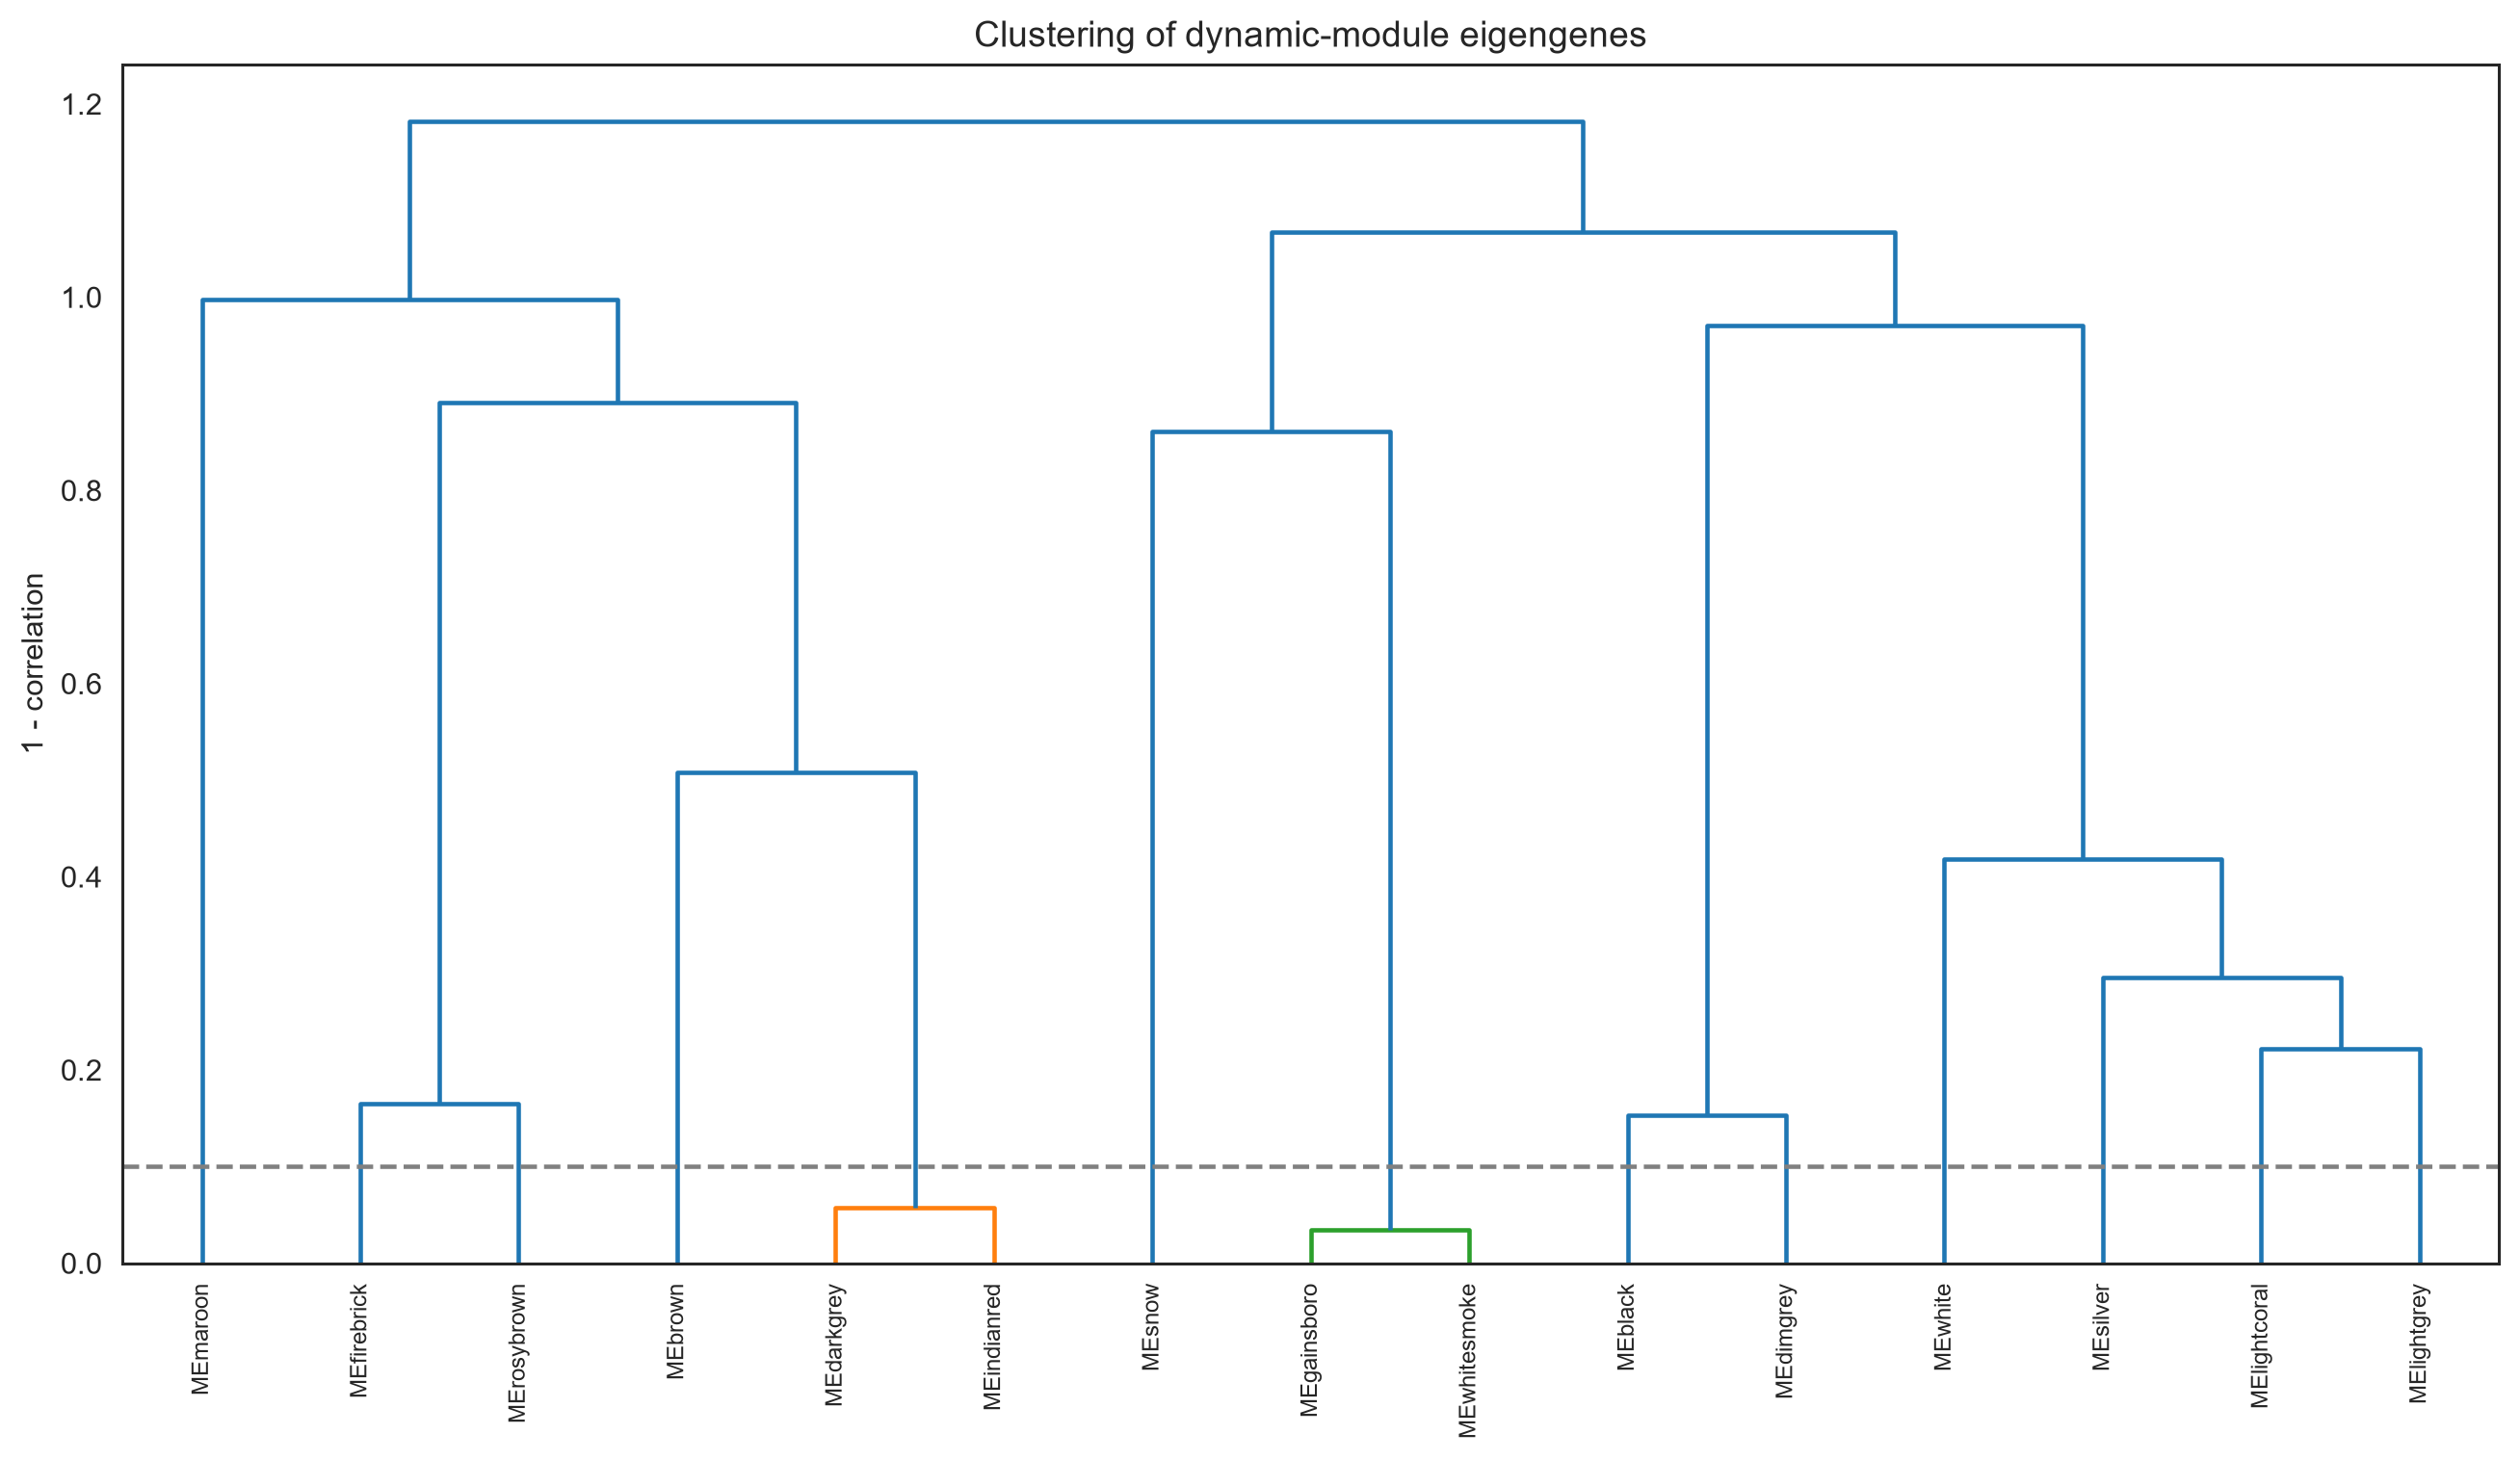 Clustering of dynamic-module eigengenes
1.2
1.0
0.8
0.6
0.4
0.2
0.0
1 - correlation
MEmaroon
MEfirebrick
MErosybrown
MEbrown
MEdarkgrey
MEindianred
MEsnow
MEgainsboro
MEwhitesmoke
MEblack
MEdimgrey
MEwhite
MEsilver
MElightcoral
MElightgrey